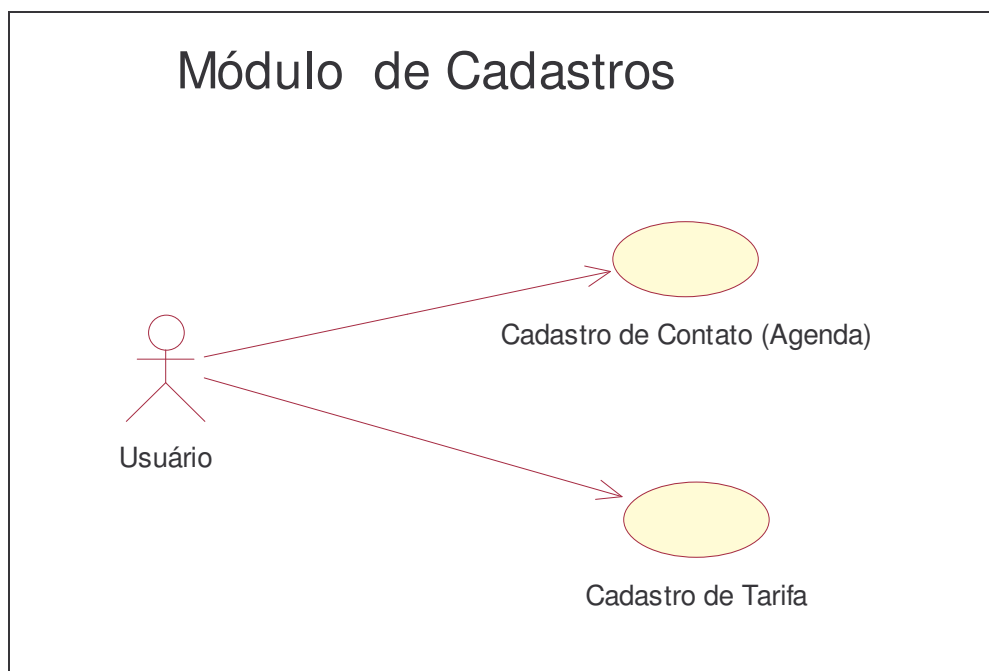 Módulo de Cadastros
Cadastro de Contato (Agenda)
Usuário
Cadastro de Tarifa